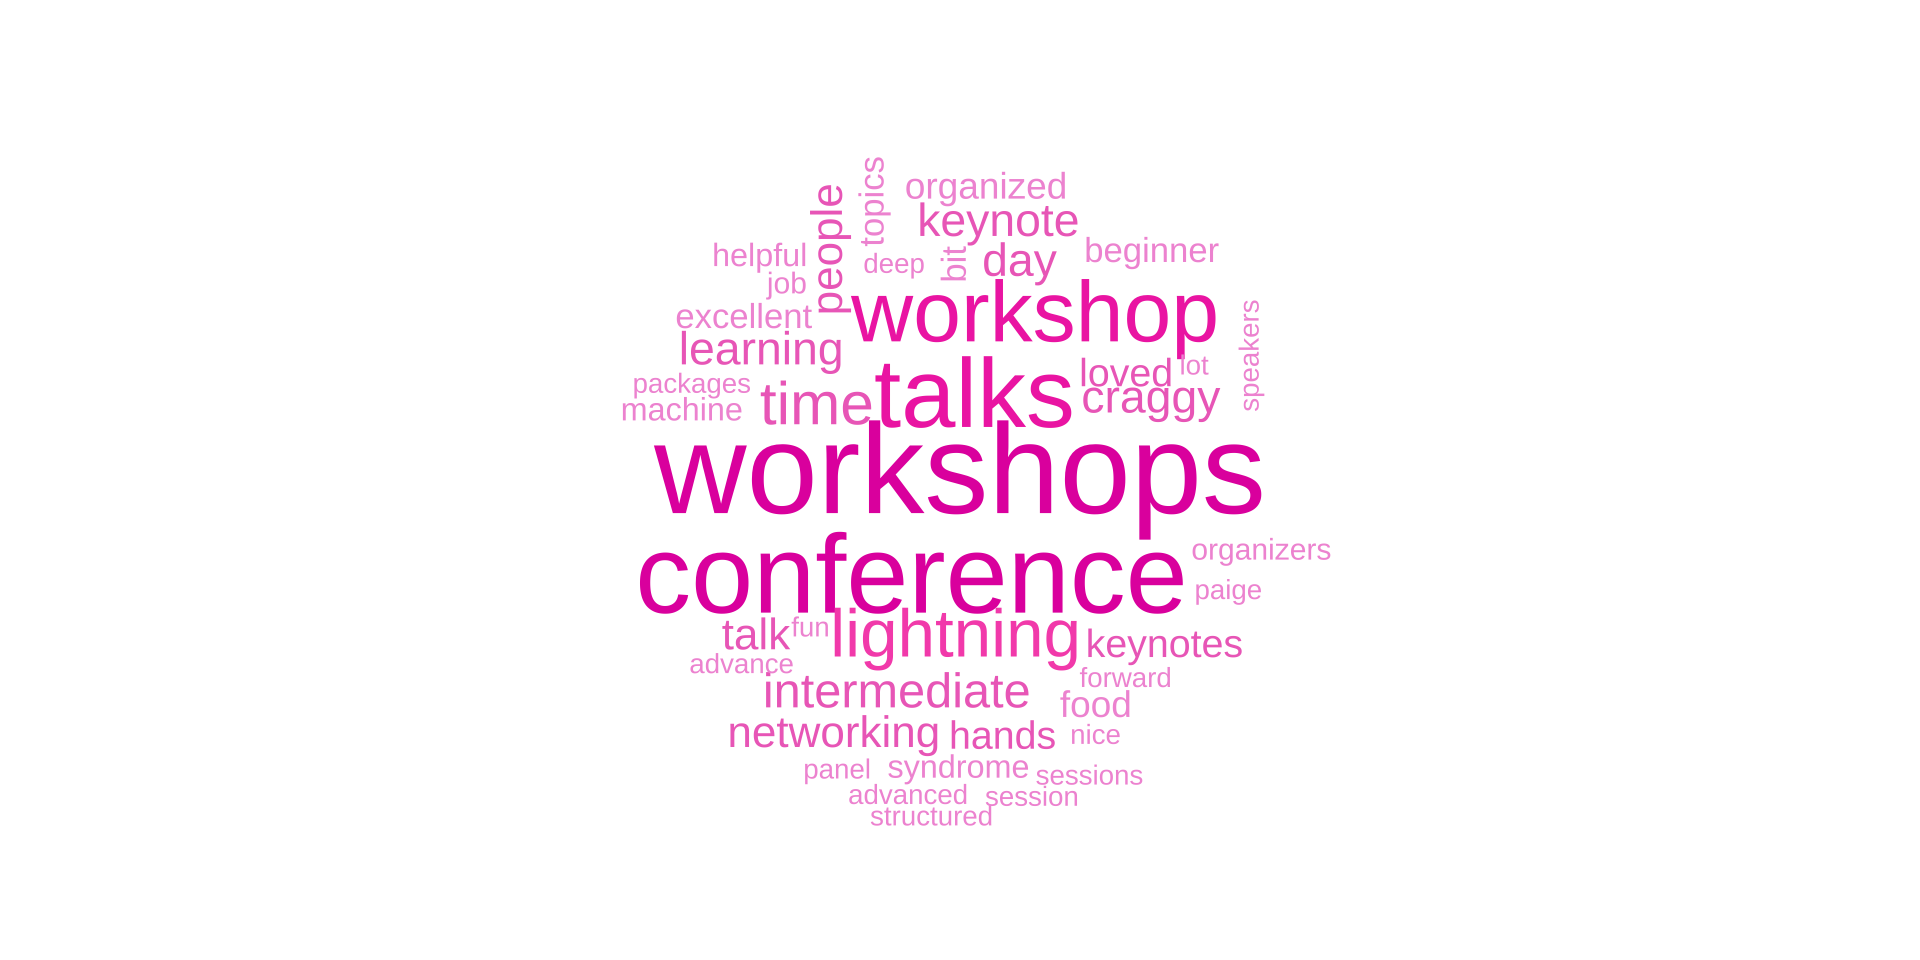 topics
organized
people
keynote
helpful
deep
bit
day
beginner
job
workshop
excellent
speakers
learning
talks
loved
lot
packages
time
craggy
machine
workshops
conference
organizers
paige
talk
fun
lightning
keynotes
advance
forward
intermediate
food
networking
hands
nice
panel
syndrome
sessions
advanced
session
structured